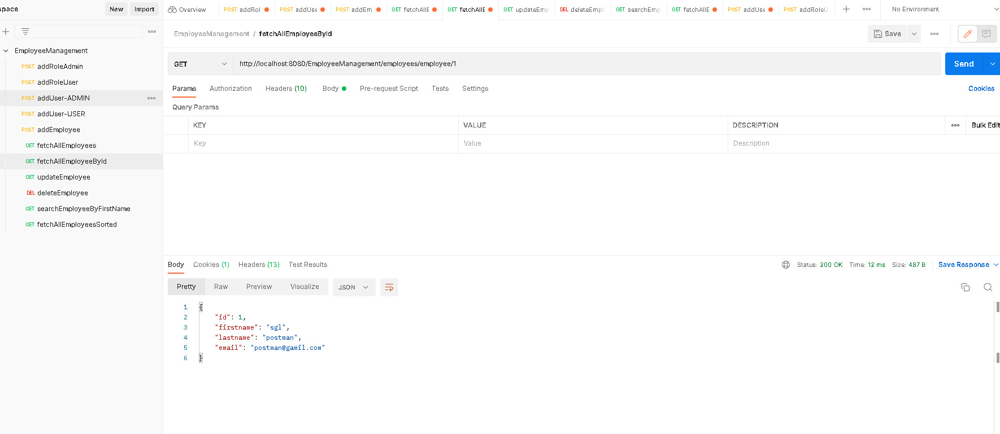 space New Import
Overview POST addRol POST addUse POST addEm GET fetchAllE GET fetchAllE GET updateEmp DEL deleteEmpl GET searchEmp GET fetchAllE POST addUse POST addRoleU No Environment
EmployeeManagement / fetchAllEmployeeById Save
EmployeeManagement
POST addRoleAdmin
POST addRoleUser
POST addUser-ADMIN
POST addUser-USER
POST addEmployee
GET fetchAllEmployees
GET fetchAllEmployeeById
GET updateEmployee
DEL deleteEmployee
GET searchEmployeeByFirstName
GET fetchAllEmployeesSorted
GET http://localhost:8080/EmployeeManagement/employees/employee/1 Send
Params Authorization Headers (10) Body Pre-request Script Tests Settings Cookies
Query Params
KEY VALUE DESCRIPTION Bulk Edit
Key Value Description
Body Cookies (1) Headers (13) Test Results Status: 200 OK Time: 12 ms Size: 487 B Save Response
Pretty Raw Preview Visualize JSON
1 {
2 "id": 1,
3 "firstname": "sgl",
4 "lastname": "postman",
5 "email": "postman@gamil.com"
6 }